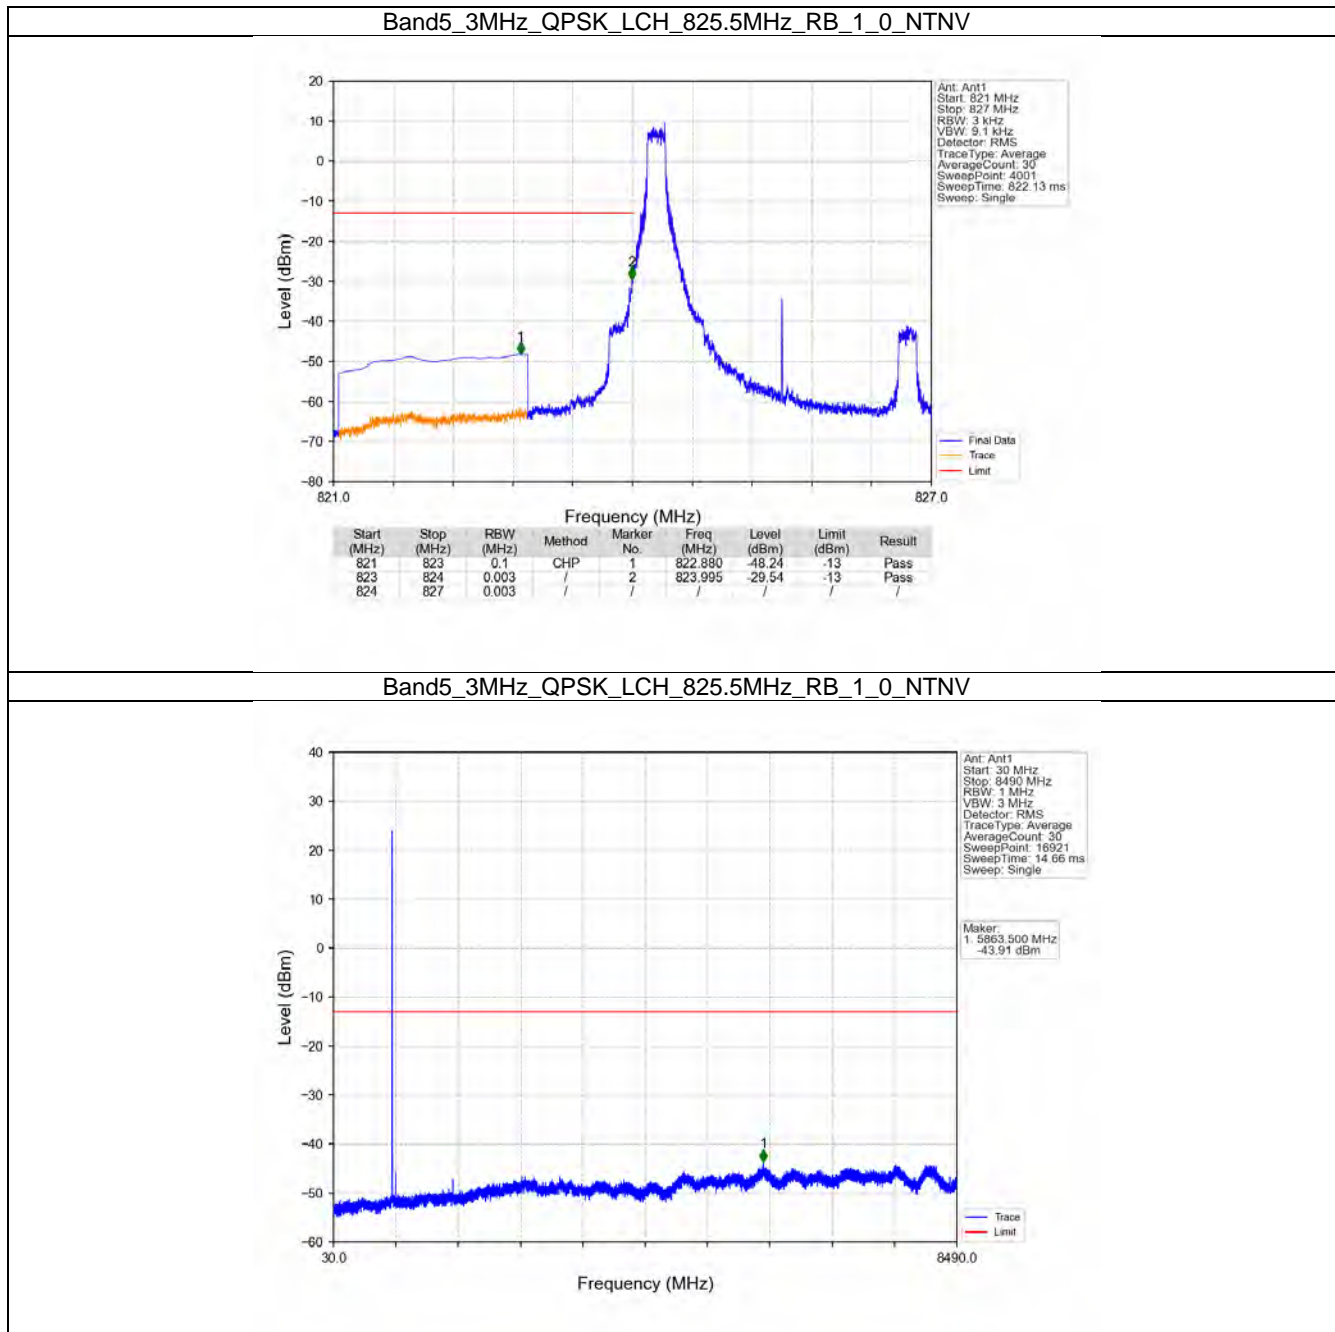 Band5_3MHz_QPSK_LCH_825.5MHz_RB_1_0_NTNV
20
10
0
−10
−20
−30
−40
−50
−60
−70
−80
Level (dBm)
1
2
821.0
827.0
Frequency (MHz)
Ant: Ant1
Start: 821 MHz
Stop: 827 MHz
RBW: 3 kHz
VBW: 9.1 kHz
Detector: RMS
TraceType: Average
AverageCount: 30
SweepPoint: 4001
SweepTime: 822.13 ms
Sweep: Single
Final Data
Trace
Limit
Start (MHz) Stop (MHz) RBW (MHz) Method Marker No. Freq (MHz) Level (dBm) Limit (dBm) Result
821 823 0.1 CHP 1 822.880 -48.24 -13 Pass
823 824 0.003 / 2 823.995 -29.54 -13 Pass
824 827 0.003 / / / / / /
Band5_3MHz_QPSK_LCH_825.5MHz_RB_1_0_NTNV
40
30
20
10
0
−10
−20
−30
−40
−50
−60
Level (dBm)
1
30.0
8490.0
Frequency (MHz)
Ant: Ant1
Start: 30 MHz
Stop: 8490 MHz
RBW: 1 MHz
VBW: 3 MHz
Detector: RMS
TraceType: Average
AverageCount: 30
SweepPoint: 16921
SweepTime: 14.66 ms
Sweep: Single
Maker:
1. 5863.500 MHz
-43.91 dBm
Trace
Limit